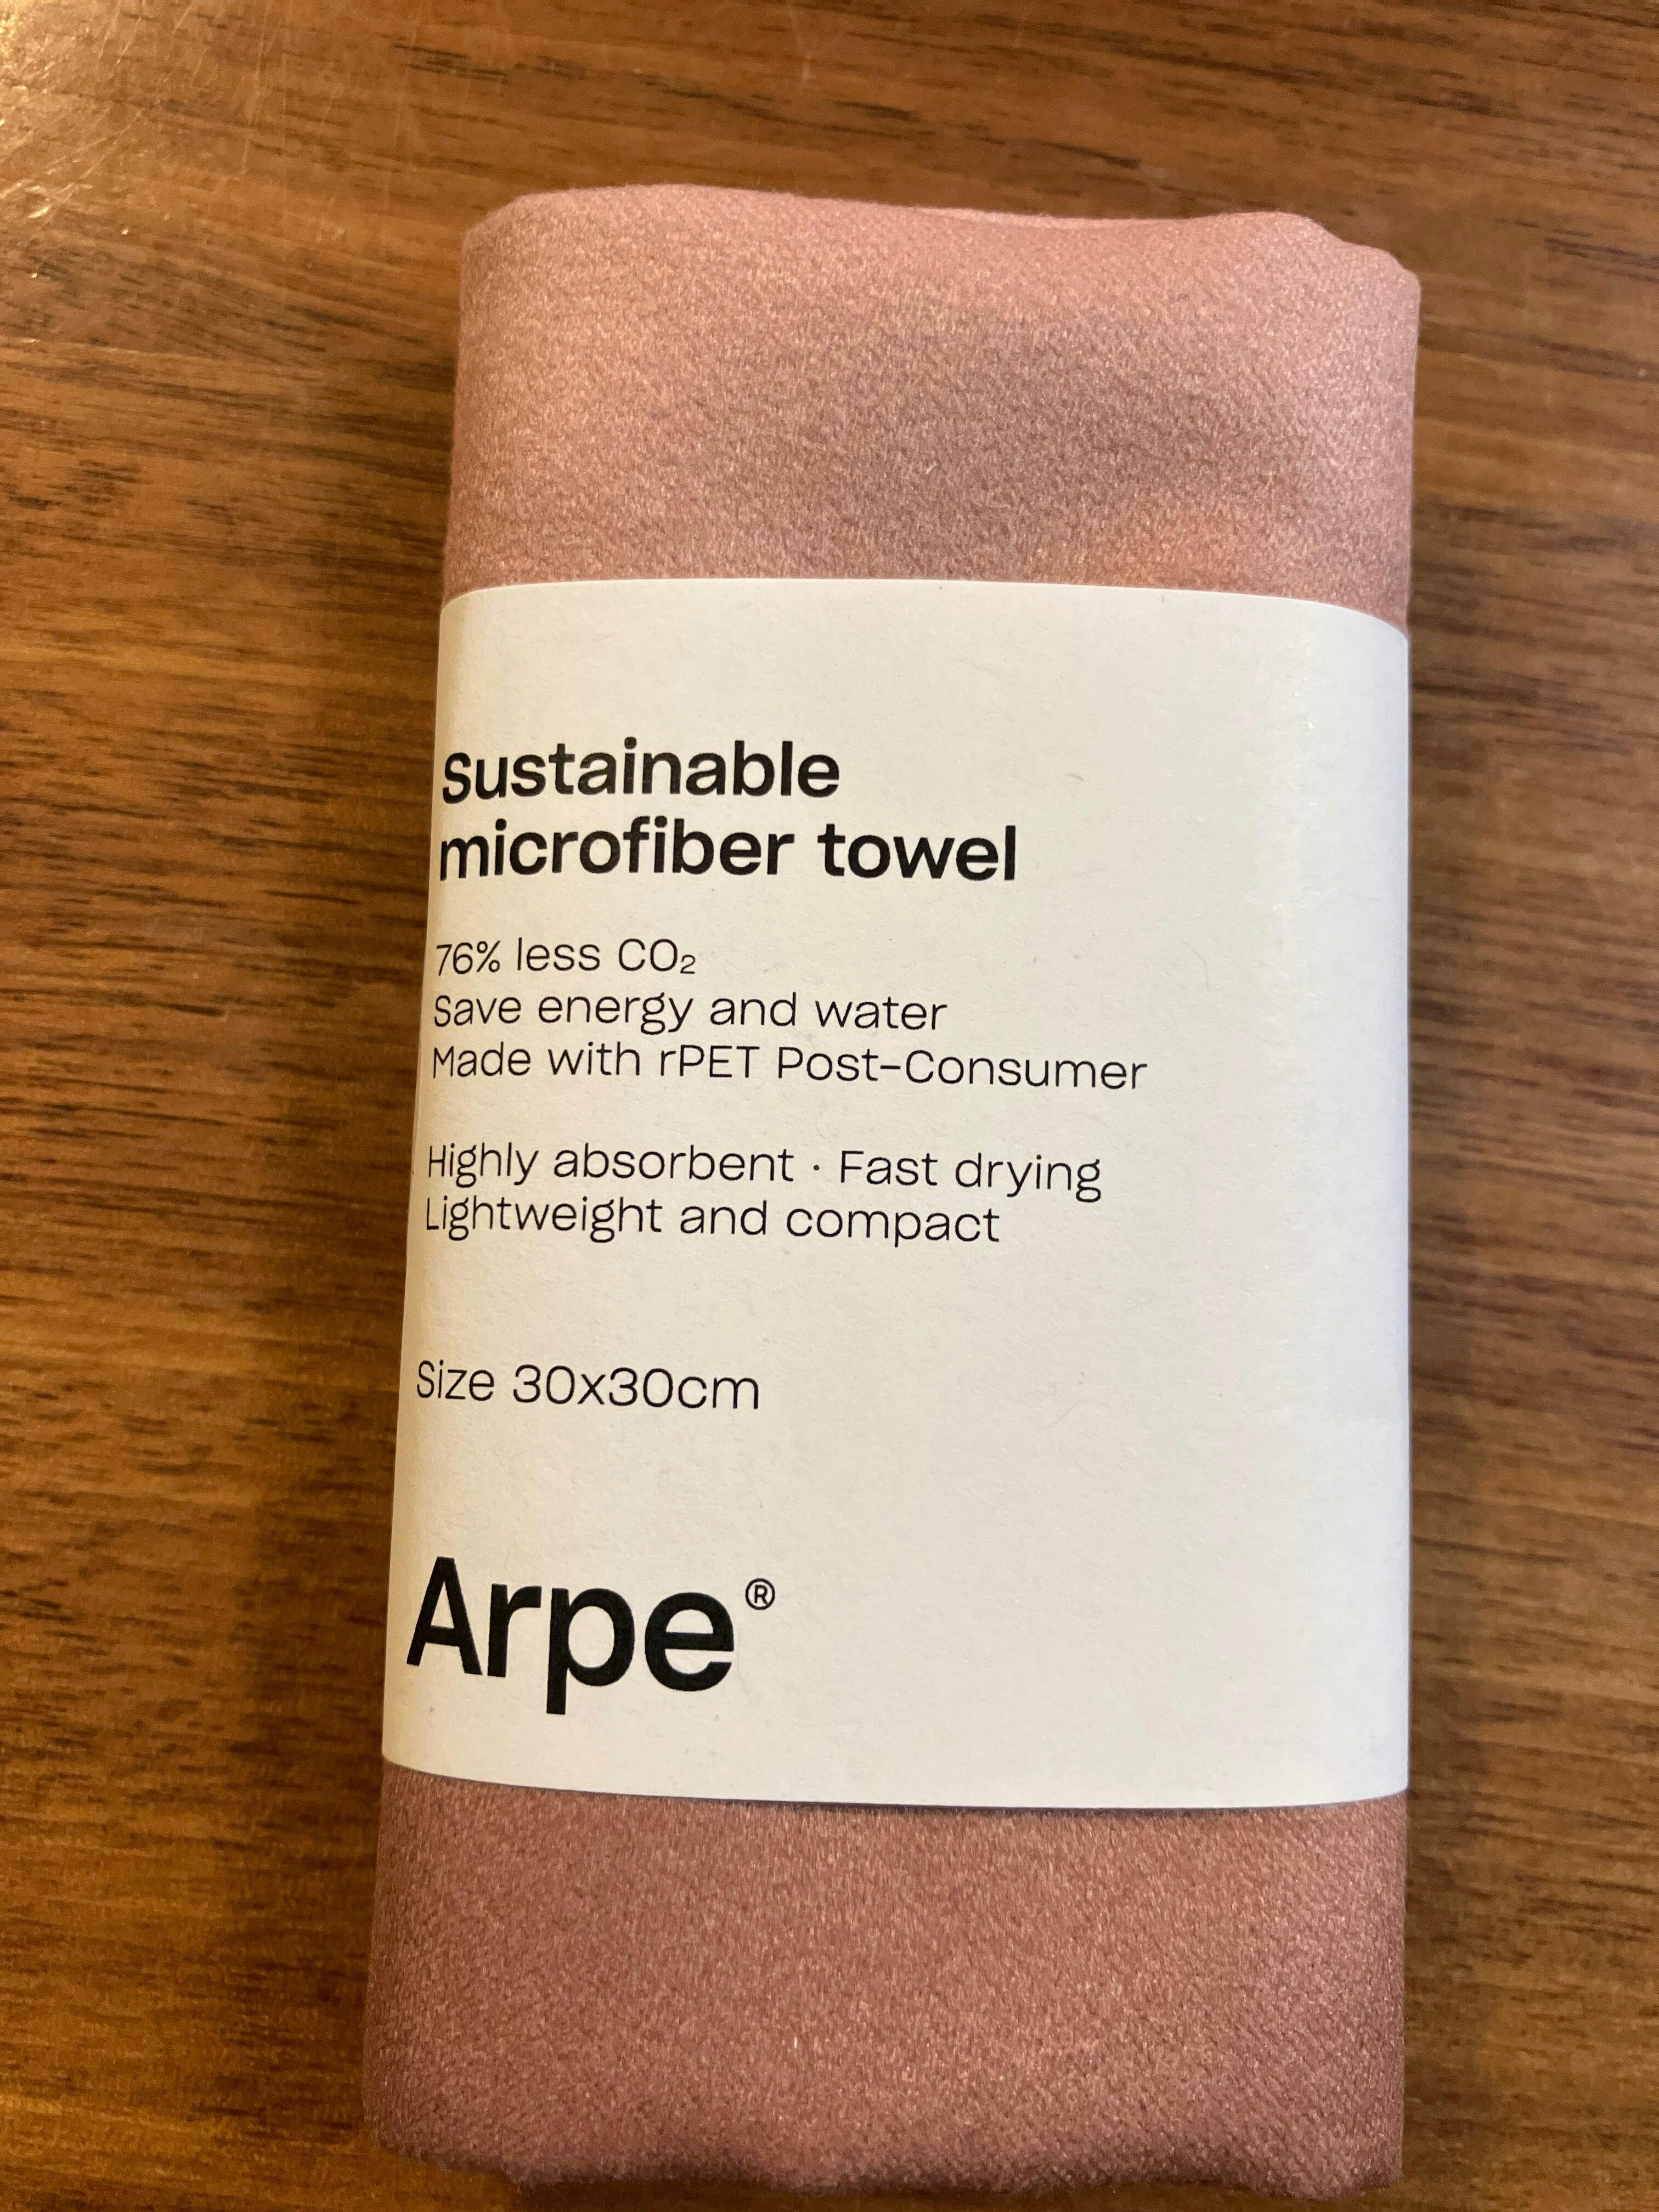 Sustainable
microfiber towel
76% less CO₂
Save energy and water
Made with rPET Post-Consumer
Highly absorbent · Fast drying
Lightweight and compact
Size 30x30cm
Arpe®